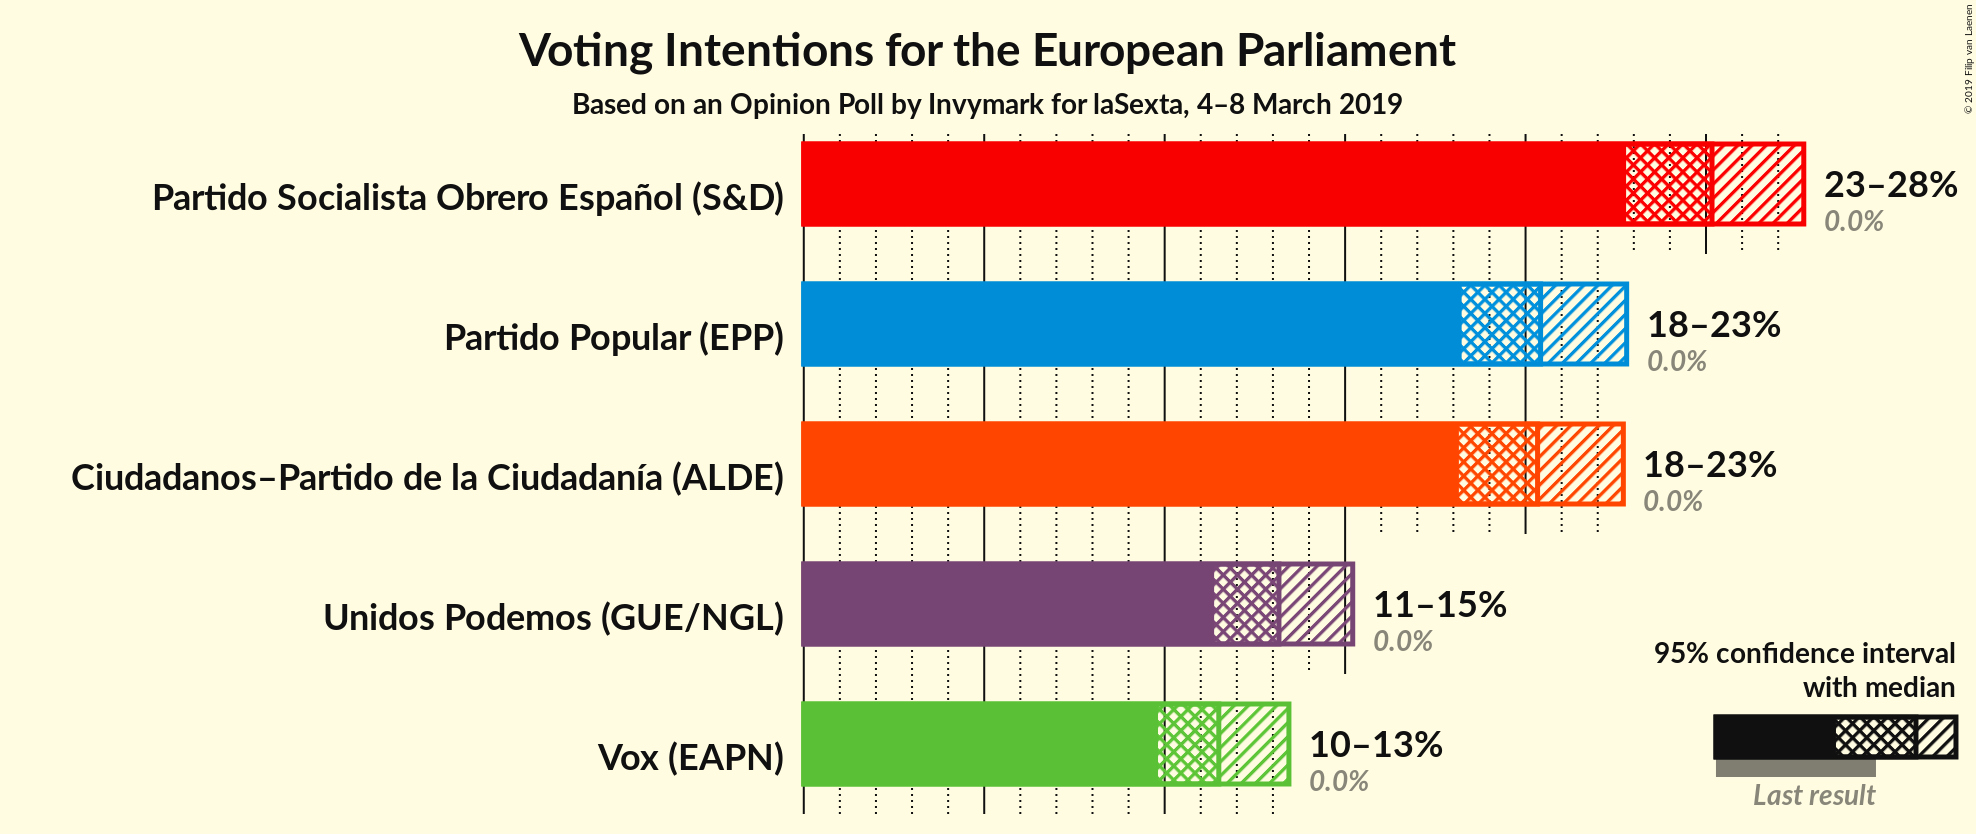 Voting Intentions for the European Parliament
Based on an Opinion Poll by Invymark for laSexta, 4–8 March 2019
© 2019 Filip van Laenen
Partido Socialista Obrero Español (S&D)
23–28%
0.0%
Partido Popular (EPP)
18–23%
0.0%
Ciudadanos–Partido de la Ciudadanía (ALDE)
18–23%
0.0%
Unidos Podemos (GUE/NGL)
11–15%
0.0%
Vox (EAPN)
10–13%
0.0%
95% confidence interval
with median
Last result